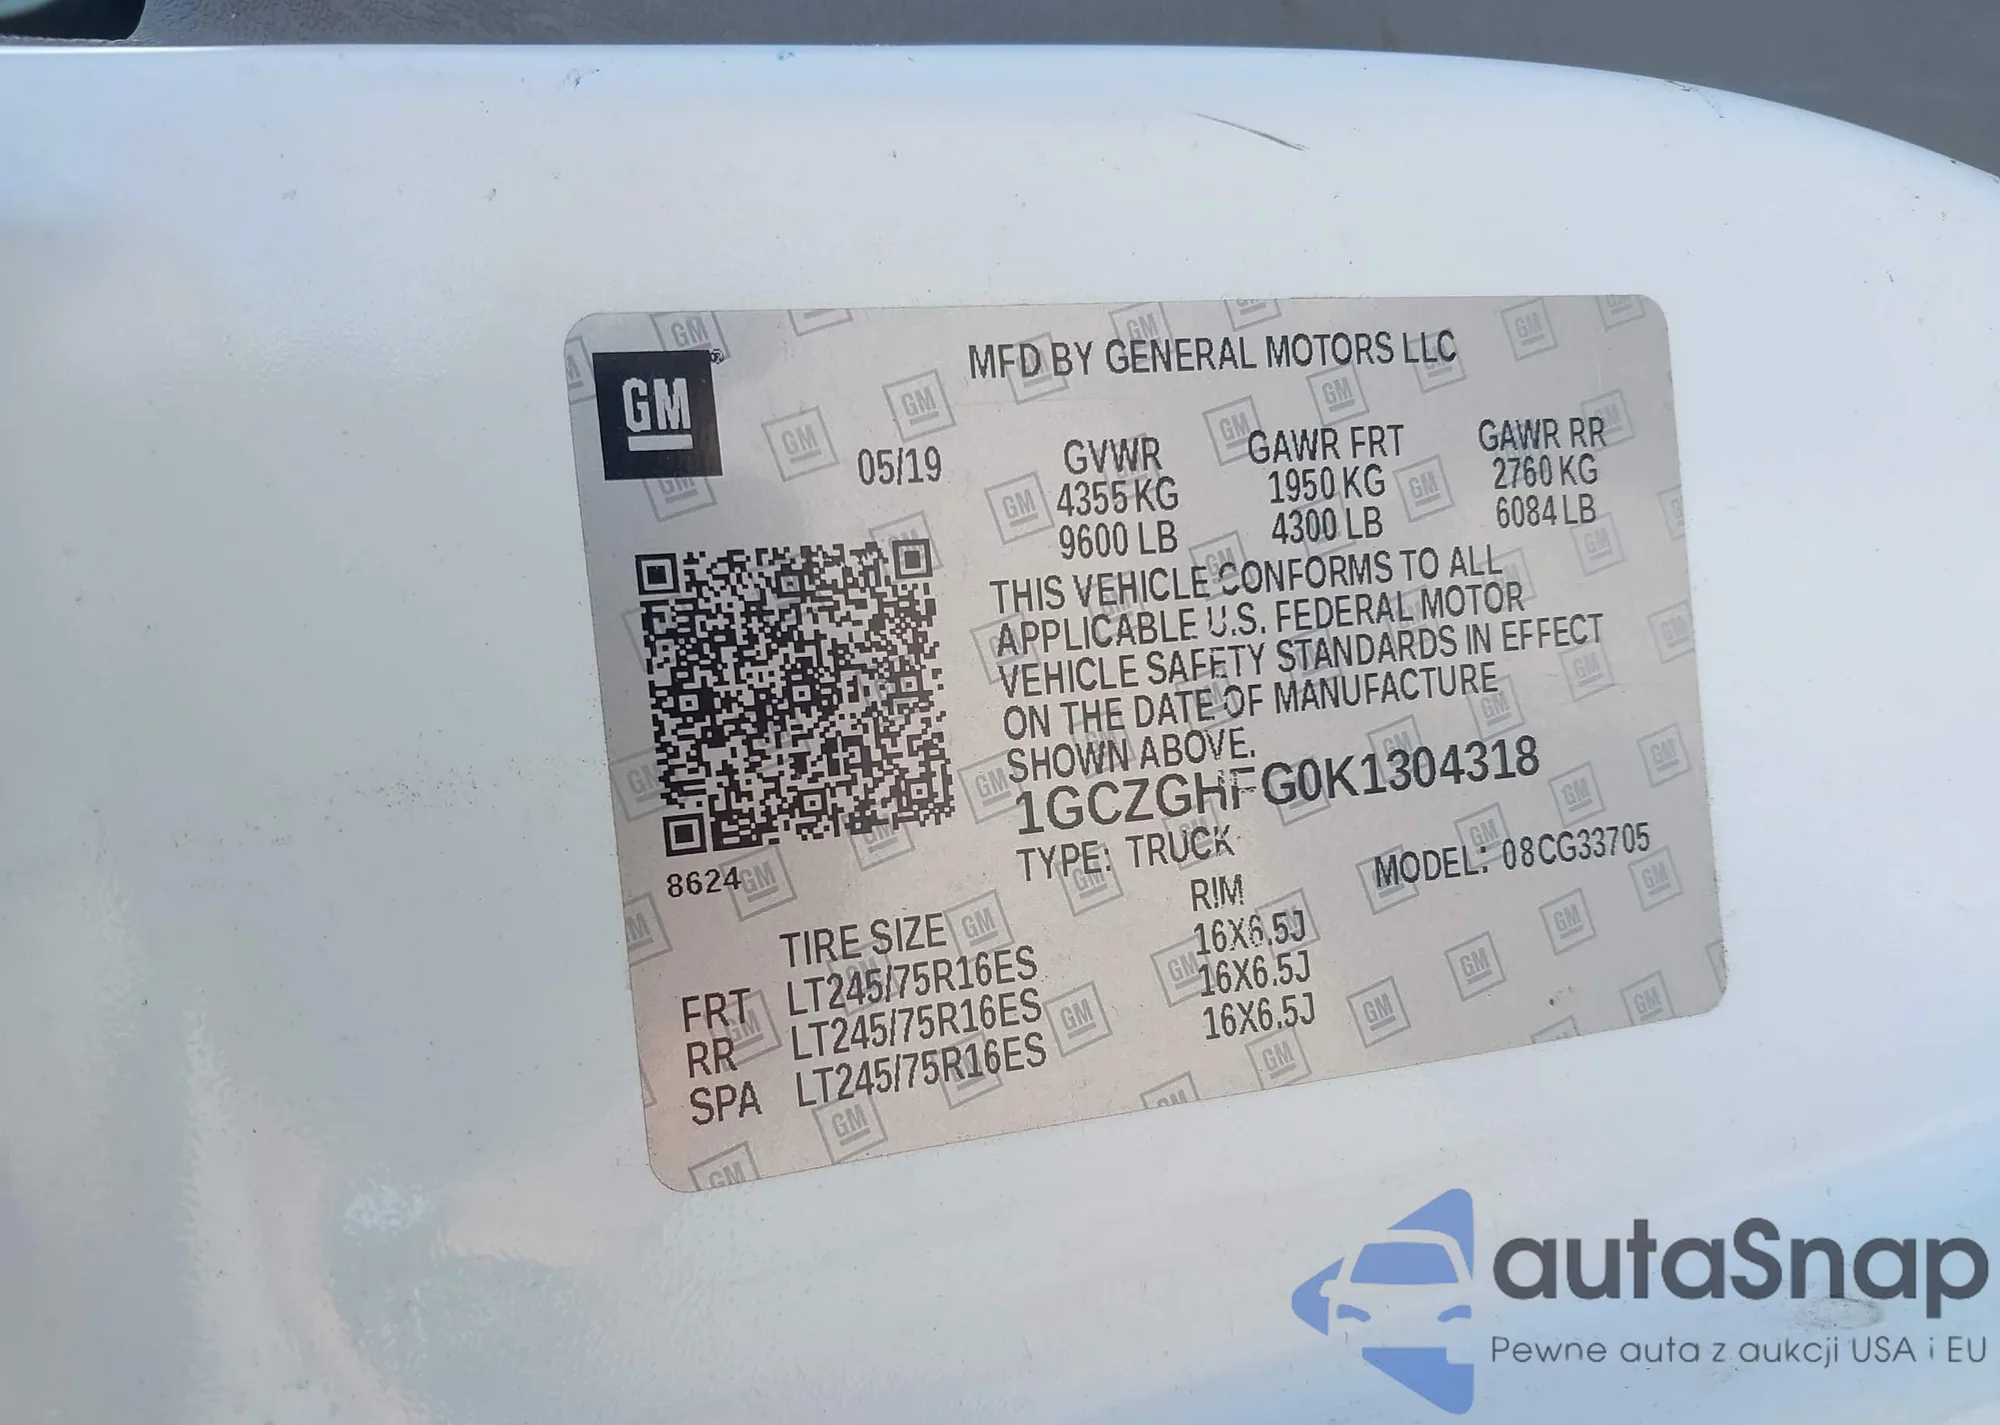 GM
MFD BY GENERAL MOTORS LLC
05/19
GVWR GAWR FRT GAWR RR
4355 KG 1950 KG 2760 KG
9600 LB 4300 LB 6084 LB
THIS VEHICLE CONFORMS TO ALL
APPLICABLE U.S. FEDERAL MOTOR
VEHICLE SAFETY STANDARDS IN EFFECT
ON THE DATE OF MANUFACTURE
SHOWN ABOVE.
1GCZGHFG0K1304318
TYPE: TRUCK MODEL: 08CG33705
8624
TIRE SIZE RIM
FRT LT245/75R16ES 16X6.5J
RR LT245/75R16ES 16X6.5J
SPA LT245/75R16ES 16X6.5J
autaSnap
Pewne auta z aukcji USA i EU